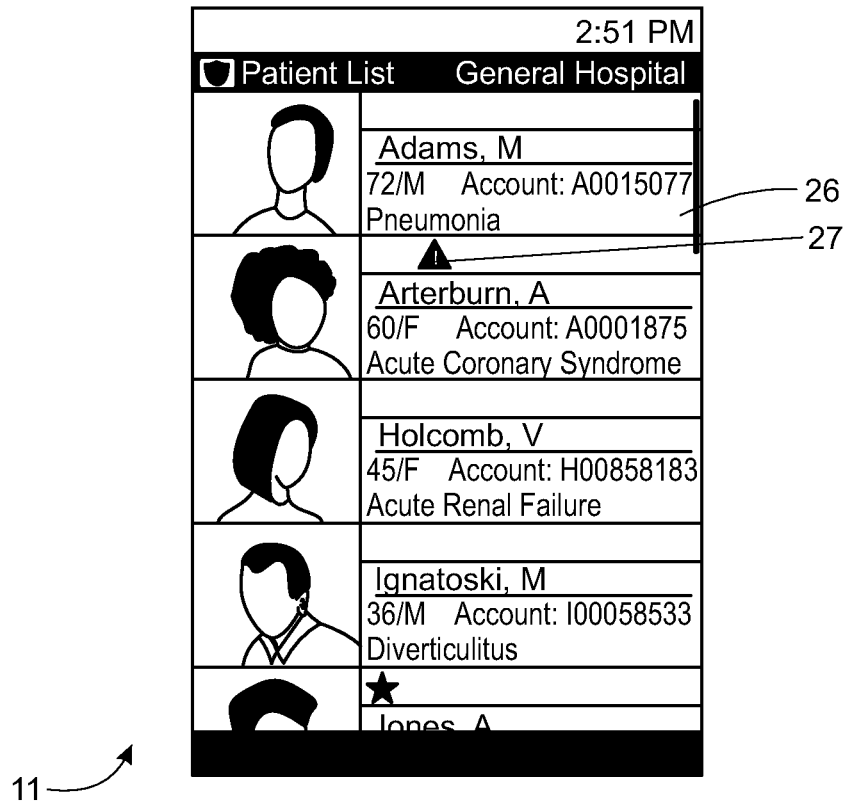 2:51 PM
Patient List General Hospital
Adams, M
72/M Account: A0015077
Pneumonia
26
27
Arterburn, A
60/F Account: A0001875
Acute Coronary Syndrome
Holcomb, V
45/F Account: H00858183
Acute Renal Failure
Ignatoski, M
36/M Account: I00058533
Diverticulitus
Jones, A
11